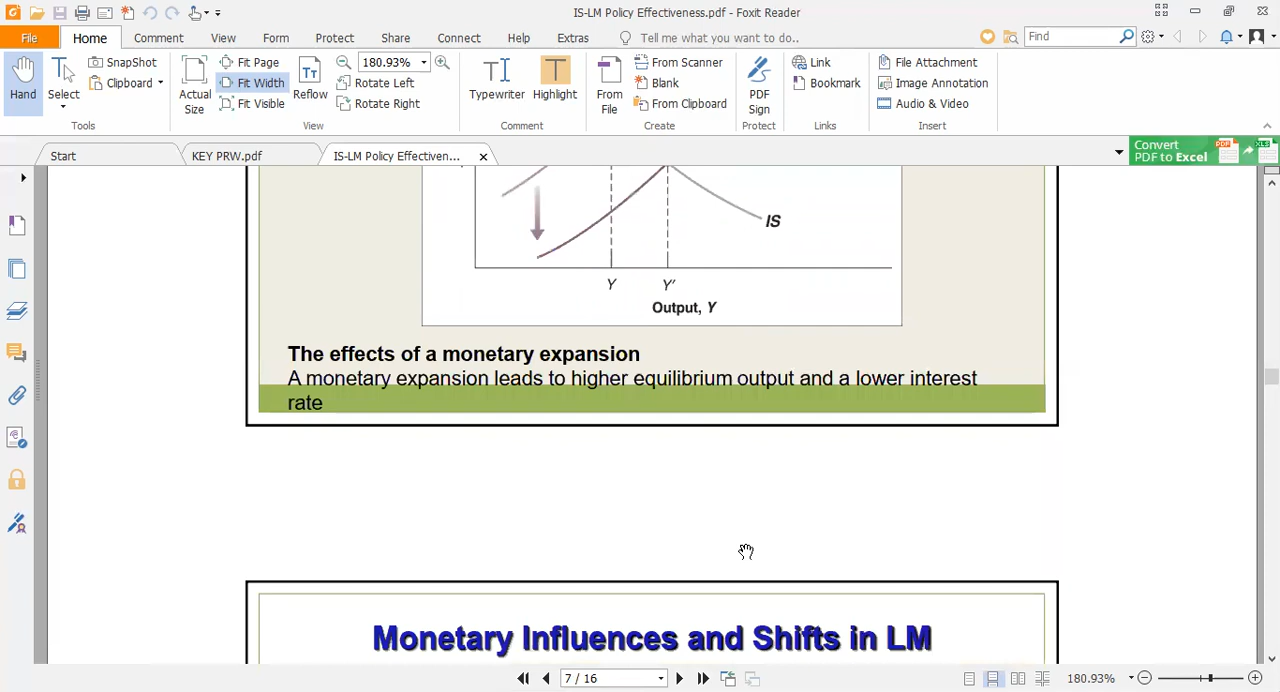 IS-LM Policy Effectiveness.pdf - Foxit Reader
File Home Comment View Form Protect Share Connect Help Extras Tell me what you want to do.. Find
Hand
Select
SnapShot
Clipboard
Tools
Actual
Size
Fit Page
Fit Width
Fit Visible
Reflow
180.93%
Rotate Left
Rotate Right
View
Typewriter
Highlight
Comment
From
File
From Scanner
Blank
From Clipboard
Create
PDF
Sign
Protect
Link
Bookmark
Links
File Attachment
Image Annotation
Audio & Video
Insert
Start
KEY PRW.pdf
IS-LM Policy Effectiven...
Convert
PDF to Excel
PDF
XLS
IS
Y Y'
Output, Y
The effects of a monetary expansion
A monetary expansion leads to higher equilibrium output and a lower interest
rate
Monetary Influences and Shifts in LM
7 / 16
180.93%